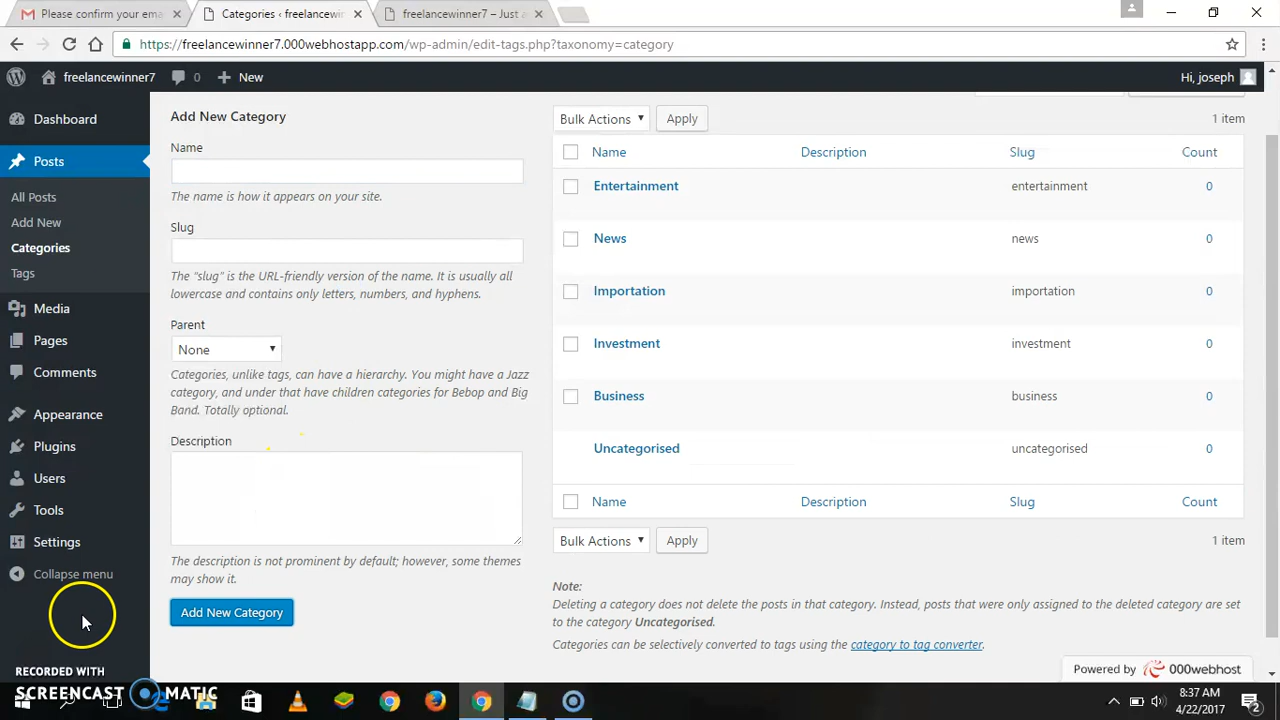 Please confirm your ema
Categories ‹ freelancewin
freelancewinner7 – Just a
https://freelancewinner7.000webhostapp.com/wp-admin/edit-tags.php?taxonomy=category
freelancewinner7
0
New
Hi, joseph
Dashboard
Posts
All Posts
Add New
Categories
Tags
Media
Pages
Comments
Appearance
Plugins
Users
Tools
Settings
Collapse menu
Add New Category
Name
The name is how it appears on your site.
Slug
The "slug" is the URL-friendly version of the name. It is usually all
lowercase and contains only letters, numbers, and hyphens.
Parent
None
Categories, unlike tags, can have a hierarchy. You might have a Jazz
category, and under that have children categories for Bebop and Big
Band. Totally optional.
Description
The description is not prominent by default; however, some themes
may show it.
Add New Category
Bulk Actions Apply 1 item
Name Description Slug Count
Entertainment entertainment 0
News news 0
Importation importation 0
Investment investment 0
Business business 0
Uncategorised uncategorised 0
Name Description Slug Count
Bulk Actions Apply 1 item
Note:
Deleting a category does not delete the posts in that category. Instead, posts that were only assigned to the deleted category are set
to the category Uncategorised.
Categories can be selectively converted to tags using the category to tag converter.
Powered by 000webhost
RECORDED WITH
SCREENCAST MATIC
8:37 AM
4/22/2017
2